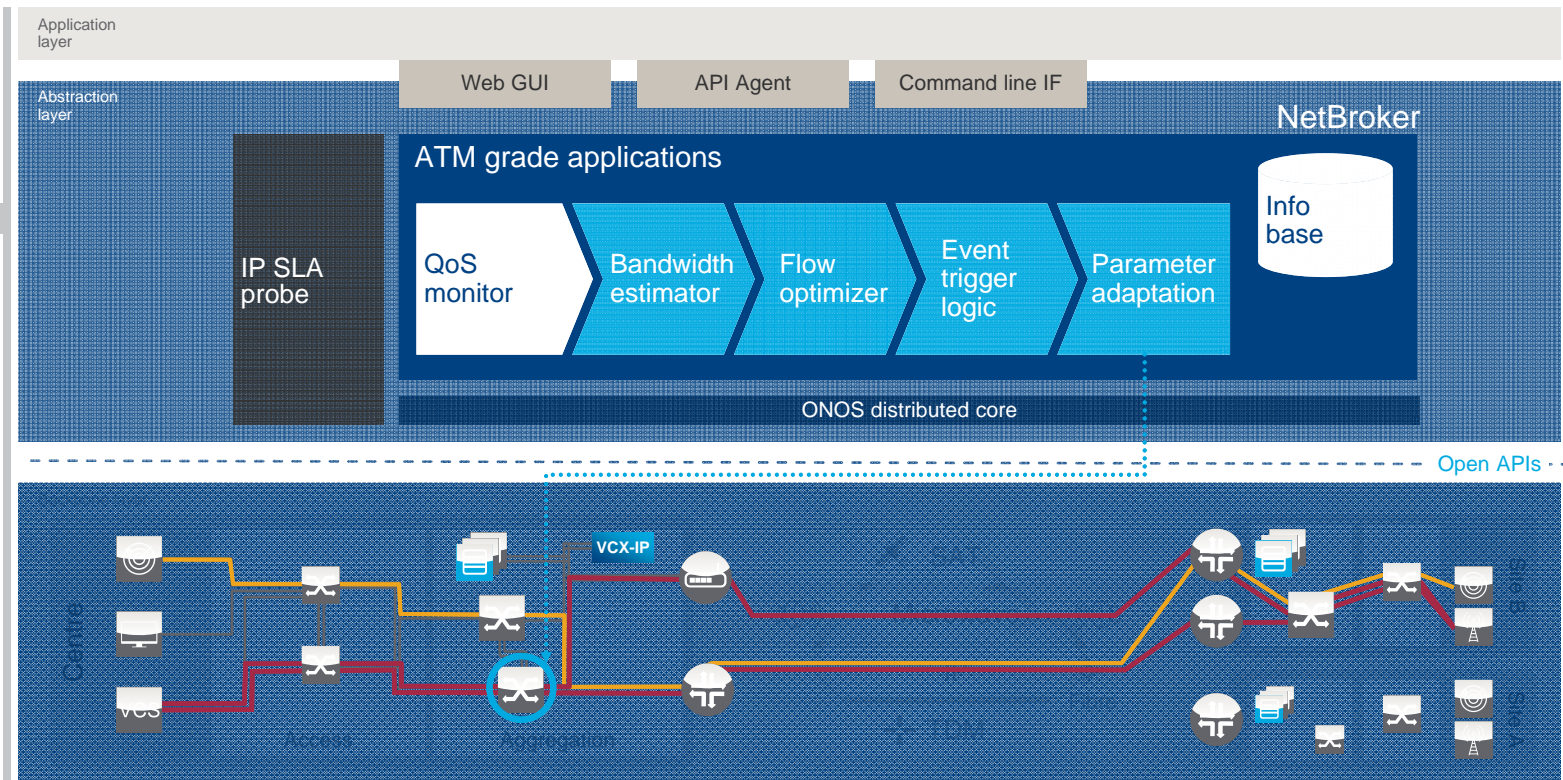 Application
layer
Web GUI
API Agent
Command line IF
Abstraction
layer
NetBroker
ATM grade applications
IP SLA
probe
QoS
monitor
Bandwidth
estimator
Flow
optimizer
Event
trigger
logic
Parameter
adaptation
Info
base
ONOS distributed core
Open APIs
VCX-IP
Centre
VCS
Access
Aggregation
TDM
Site B
Site A